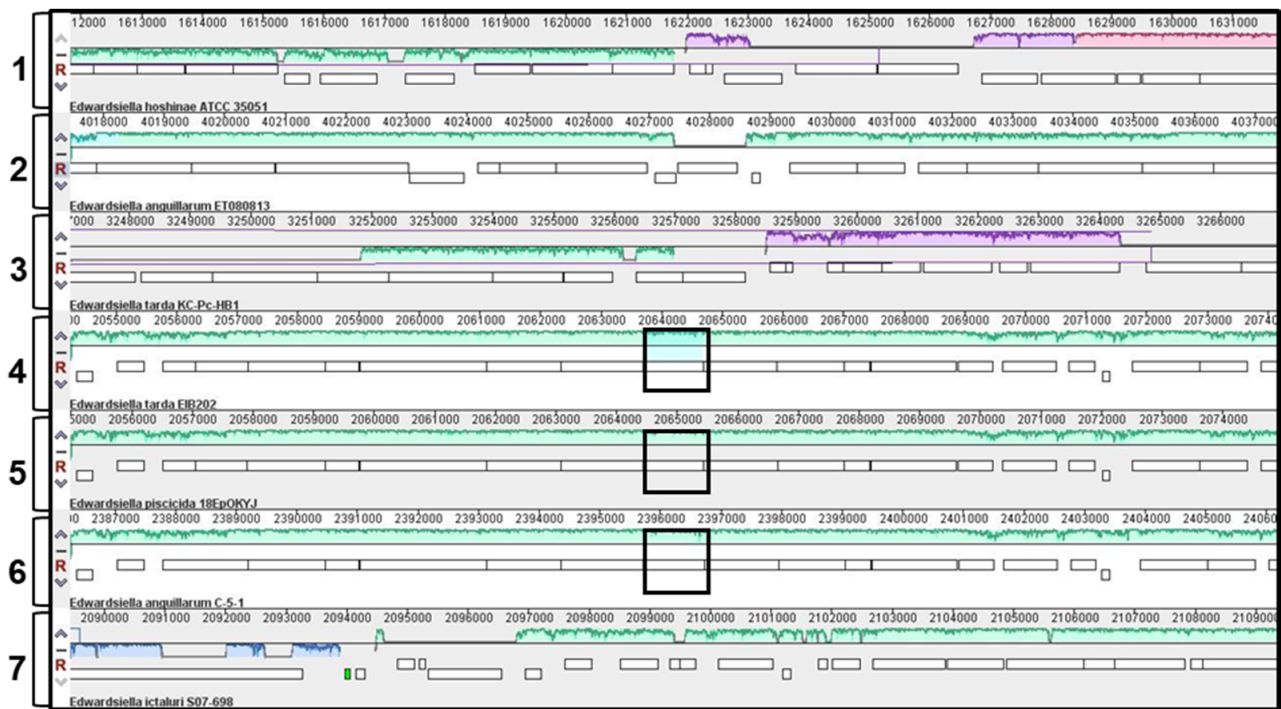 12000 1613000 1614000 1615000 1616000 1617000 1618000 1619000 1620000 1621000 1622000 1623000 1624000 1625000 1626000 1627000 1628000 1629000 1630000 1631000
1
R
Edwardsiella hoshinae ATCC 35051
4018000 4019000 4020000 4021000 4022000 4023000 4024000 4025000 4026000 4027000 4028000 4029000 4030000 4031000 4032000 4033000 4034000 4035000 4036000 4037000
2
R
Edwardsiella anguillarum ET080813
7000 3248000 3249000 3250000 3251000 3252000 3253000 3254000 3255000 3256000 3257000 3258000 3259000 3260000 3261000 3262000 3263000 3264000 3265000 3266000
3
R
Edwardsiella tarda KC-Pc-HB1
00 2055000 2056000 2057000 2058000 2059000 2060000 2061000 2062000 2063000 2064000 2065000 2066000 2067000 2068000 2069000 2070000 2071000 2072000 2073000 20740
4
R
Edwardsiella tarda EIB202
5000 2056000 2057000 2058000 2059000 2060000 2061000 2062000 2063000 2064000 2065000 2066000 2067000 2068000 2069000 2070000 2071000 2072000 2073000 2074000
5
R
Edwardsiella piscicida 18EpOKYJ
00 2387000 2388000 2389000 2390000 2391000 2392000 2393000 2394000 2395000 2396000 2397000 2398000 2399000 2400000 2401000 2402000 2403000 2404000 2405000 24060
6
R
Edwardsiella anguillarum C-5-1
2090000 2091000 2092000 2093000 2094000 2095000 2096000 2097000 2098000 2099000 2100000 2101000 2102000 2103000 2104000 2105000 2106000 2107000 2108000 2109000
7
R
Edwardsiella ictaluri S07-698